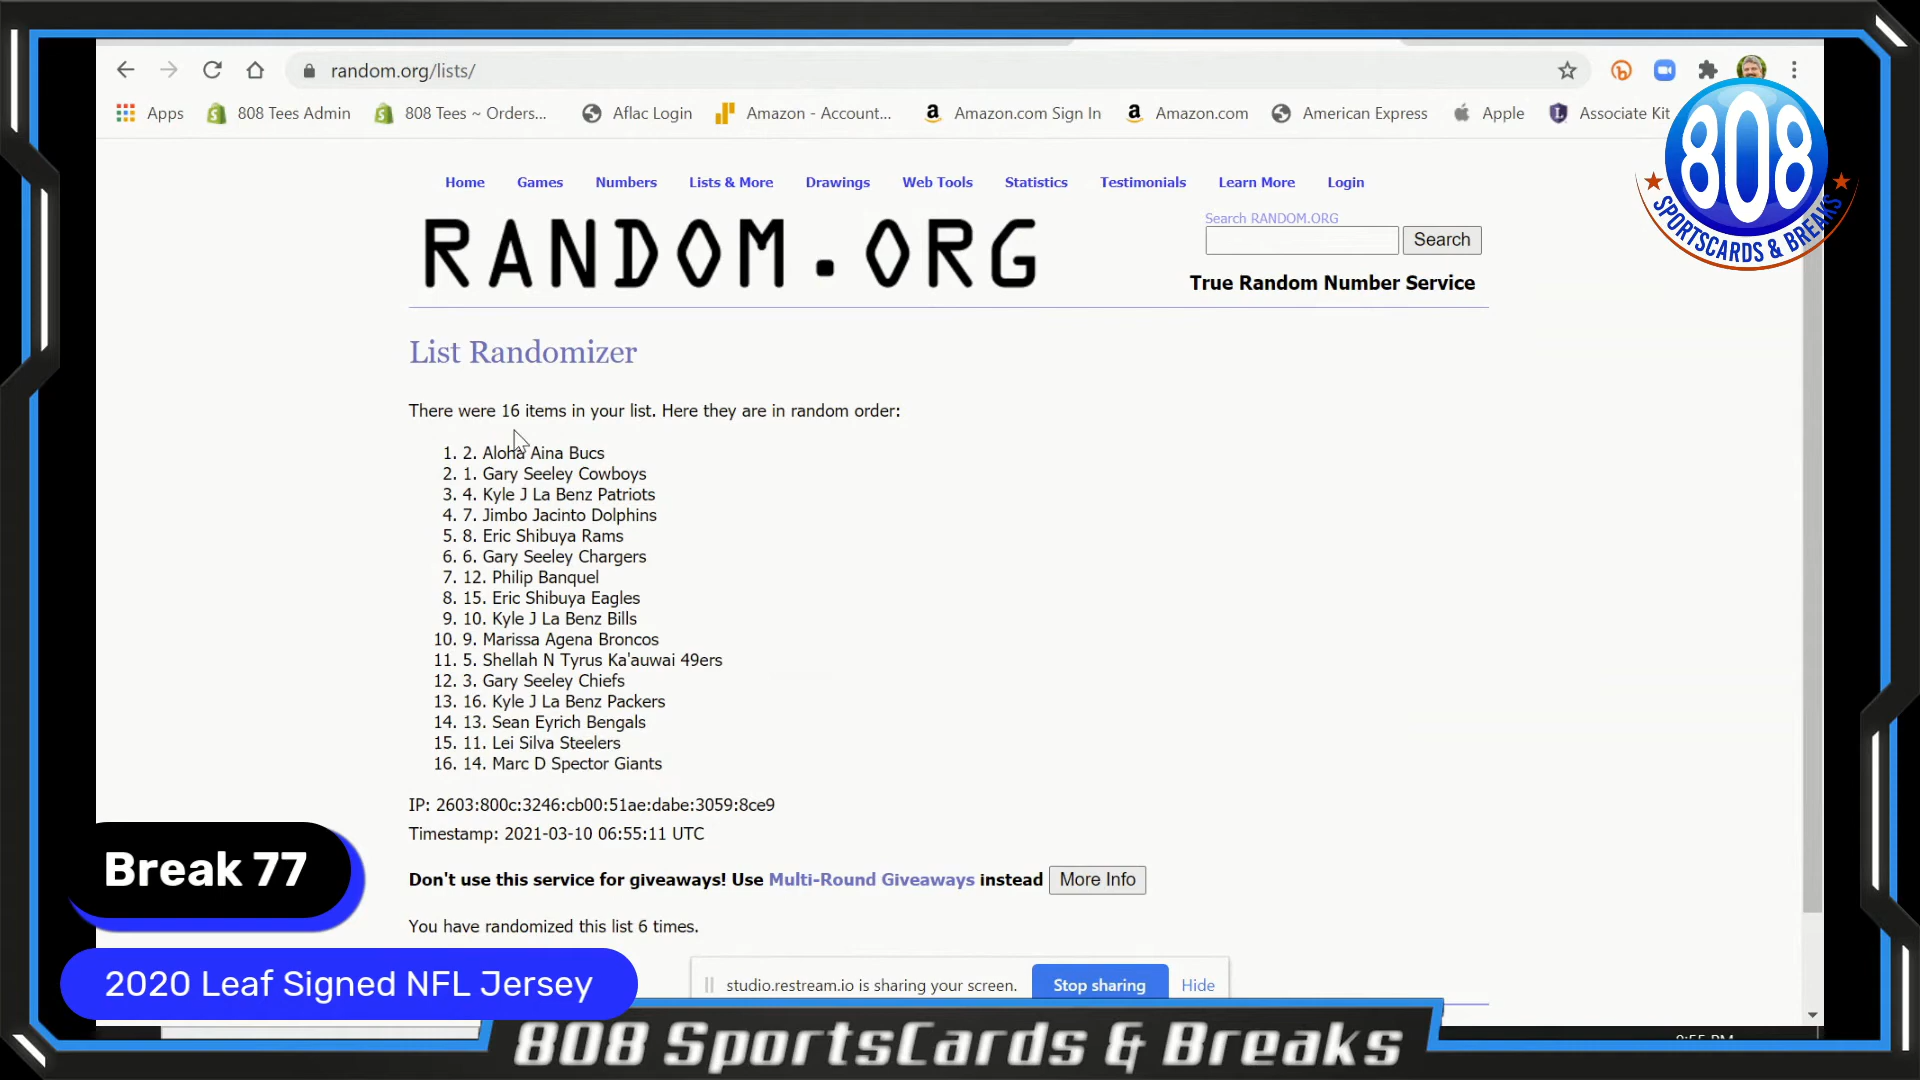 random.org/lists/
Apps 808 Tees Admin 808 Tees ~ Orders... Aflac Login Amazon - Account... Amazon.com Sign In Amazon.com American Express Apple Associate Kit
808
SPORTSCARDS & BREAKS
Home Games Numbers Lists & More Drawings Web Tools Statistics Testimonials Learn More Login
RANDOM.ORG
Search RANDOM.ORG
Search
True Random Number Service
List Randomizer
There were 16 items in your list. Here they are in random order:
1. 2. Aloha Aina Bucs
2. 1. Gary Seeley Cowboys
3. 4. Kyle J La Benz Patriots
4. 7. Jimbo Jacinto Dolphins
5. 8. Eric Shibuya Rams
6. 6. Gary Seeley Chargers
7. 12. Philip Banquel
8. 15. Eric Shibuya Eagles
9. 10. Kyle J La Benz Bills
10. 9. Marissa Agena Broncos
11. 5. Shellah N Tyrus Ka'auwai 49ers
12. 3. Gary Seeley Chiefs
13. 16. Kyle J La Benz Packers
14. 13. Sean Eyrich Bengals
15. 11. Lei Silva Steelers
16. 14. Marc D Spector Giants
IP: 2603:800c:3246:cb00:51ae:dabe:3059:8ce9
Timestamp: 2021-03-10 06:55:11 UTC
Don't use this service for giveaways! Use Multi-Round Giveaways instead More Info
You have randomized this list 6 times.
Break 77
2020 Leaf Signed NFL Jersey
studio.restream.io is sharing your screen. Stop sharing Hide
808 SportsCards & Breaks